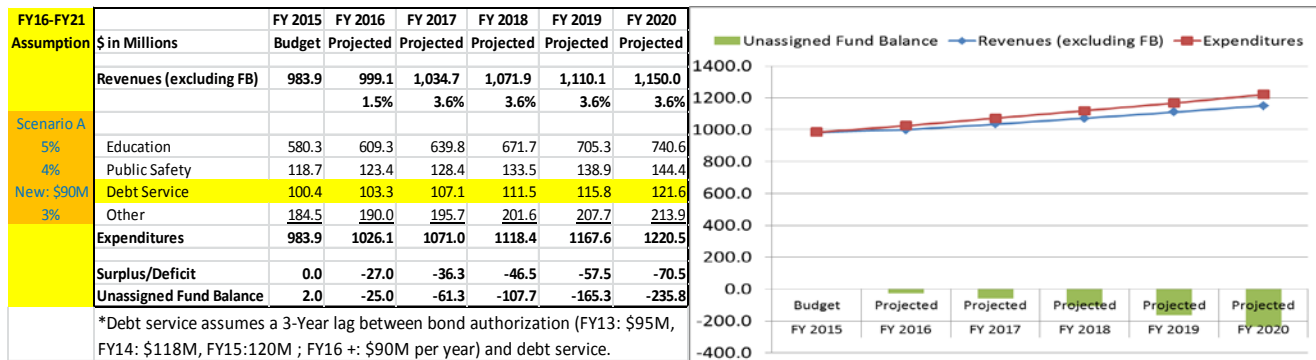 FY16-FY21 FY 2015 FY 2016 FY 2017 FY 2018 FY 2019 FY 2020
Assumption $ in Millions Budget Projected Projected Projected Projected Projected
Revenues (excluding FB) 983.9 999.1 1,034.7 1,071.9 1,110.1 1,150.0
1.5% 3.6% 3.6% 3.6% 3.6%
Scenario A
5% Education 580.3 609.3 639.8 671.7 705.3 740.6
4% Public Safety 118.7 123.4 128.4 133.5 138.9 144.4
New: $90M Debt Service 100.4 103.3 107.1 111.5 115.8 121.6
3% Other 184.5 190.0 195.7 201.6 207.7 213.9
Expenditures 983.9 1026.1 1071.0 1118.4 1167.6 1220.5
Surplus/Deficit 0.0 -27.0 -36.3 -46.5 -57.5 -70.5
Unassigned Fund Balance 2.0 -25.0 -61.3 -107.7 -165.3 -235.8
*Debt service assumes a 3-Year lag between bond authorization (FY13: $95M,
FY14: $118M, FY15:120M ; FY16 +: $90M per year) and debt service.
Unassigned Fund Balance Revenues (excluding FB) Expenditures
1400.0
1200.0
1000.0
800.0
600.0
400.0
200.0
0.0
-200.0
-400.0
Budget Projected Projected Projected Projected Projected
FY 2015 FY 2016 FY 2017 FY 2018 FY 2019 FY 2020